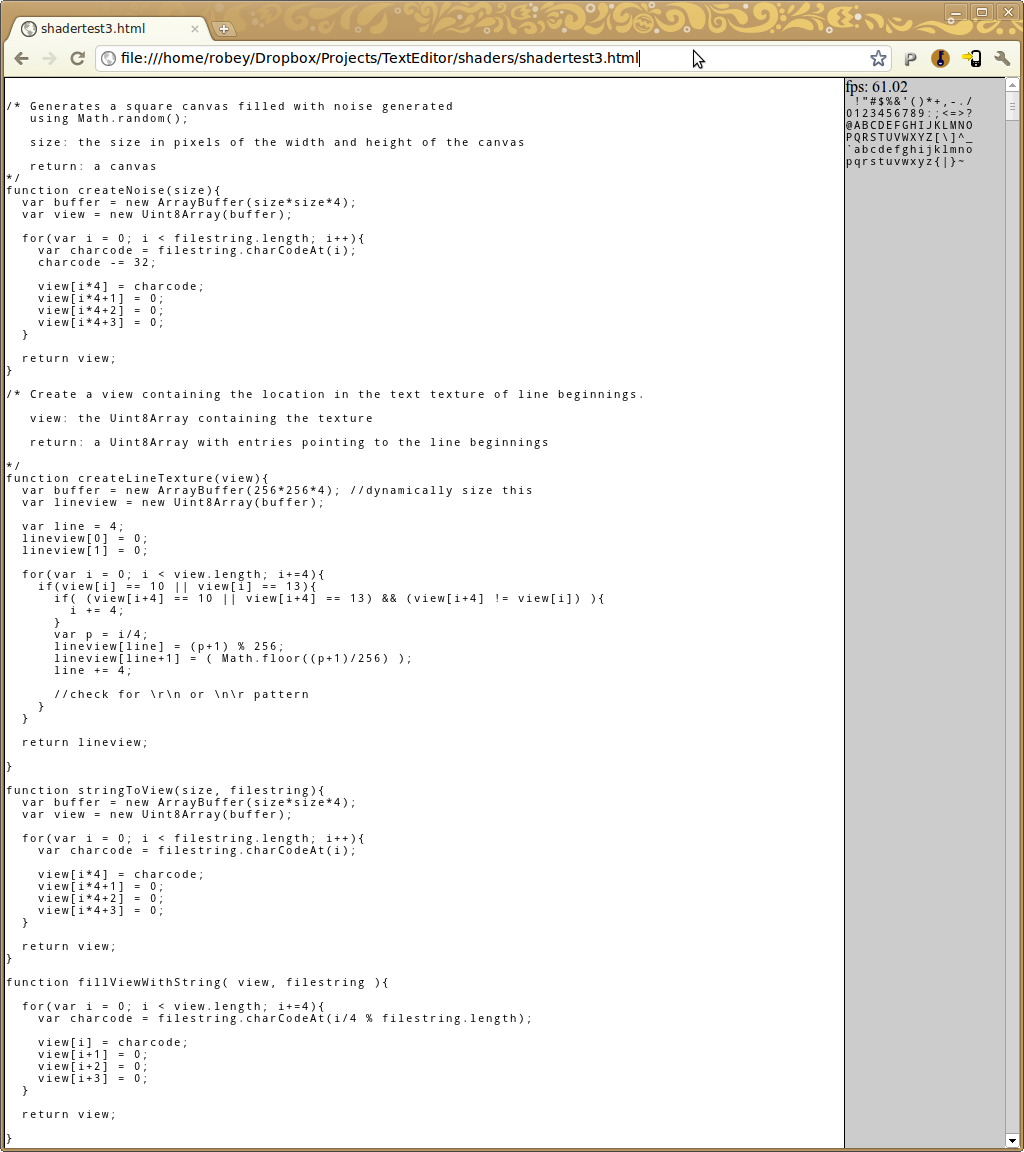 shadertest3.html
file:///home/robey/Dropbox/Projects/TextEditor/shaders/shadertest3.html
/* Generates a square canvas filled with noise generated
   using Math.random();
   size: the size in pixels of the width and height of the canvas
   return: a canvas
*/
function createNoise(size){
  var buffer = new ArrayBuffer(size*size*4);
  var view = new Uint8Array(buffer);
  for(var i = 0; i < filestring.length; i++){
    var charcode = filestring.charCodeAt(i);
    charcode -= 32;
    view[i*4] = charcode;
    view[i*4+1] = 0;
    view[i*4+2] = 0;
    view[i*4+3] = 0;
  }
  return view;
}
/* Create a view containing the location in the text texture of line beginnings.
   view: the Uint8Array containing the texture
   return: a Uint8Array with entries pointing to the line beginnings
*/
function createLineTexture(view){
  var buffer = new ArrayBuffer(256*256*4); //dynamically size this
  var lineview = new Uint8Array(buffer);
  var line = 4;
  lineview[0] = 0;
  lineview[1] = 0;
  for(var i = 0; i < view.length; i+=4){
    if(view[i] == 10 || view[i] == 13){
      if( (view[i+4] == 10 || view[i+4] == 13) && (view[i+4] != view[i]) ){
        i += 4;
      }
      var p = i/4;
      lineview[line] = (p+1) % 256;
      lineview[line+1] = ( Math.floor((p+1)/256) );
      line += 4;
      //check for \r\n or \n\r pattern
    }
  }
  return lineview;
}
function stringToView(size, filestring){
  var buffer = new ArrayBuffer(size*size*4);
  var view = new Uint8Array(buffer);
  for(var i = 0; i < filestring.length; i++){
    var charcode = filestring.charCodeAt(i);
    view[i*4] = charcode;
    view[i*4+1] = 0;
    view[i*4+2] = 0;
    view[i*4+3] = 0;
  }
  return view;
}
function fillViewWithString( view, filestring ){
  for(var i = 0; i < view.length; i+=4){
    var charcode = filestring.charCodeAt(i/4 % filestring.length);
    view[i] = charcode;
    view[i+1] = 0;
    view[i+2] = 0;
    view[i+3] = 0;
  }
  return view;
}
fps: 61.02
 !"#$%&'()*+,-./
0123456789:;<=>?
@ABCDEFGHIJKLMNO
PQRSTUVWXYZ[\]^_
`abcdefghijklmno
pqrstuvwxyz{|}~